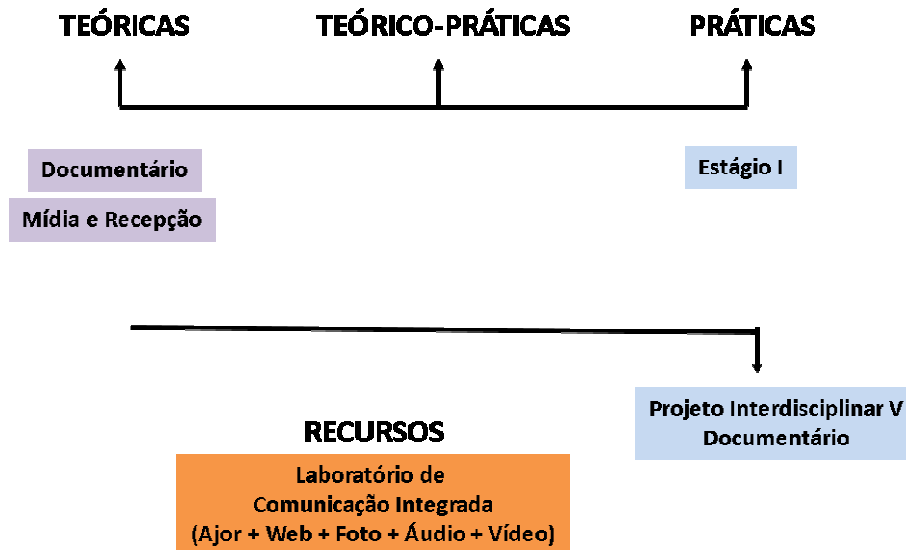 TEÓRICAS
TEÓRICO-PRÁTICAS
PRÁTICAS
Documentário
Estágio I
Mídia e Recepção
Projeto Interdisciplinar V
Documentário
RECURSOS
Laboratório de
Comunicação Integrada
(Ajor + Web + Foto + Áudio + Vídeo)